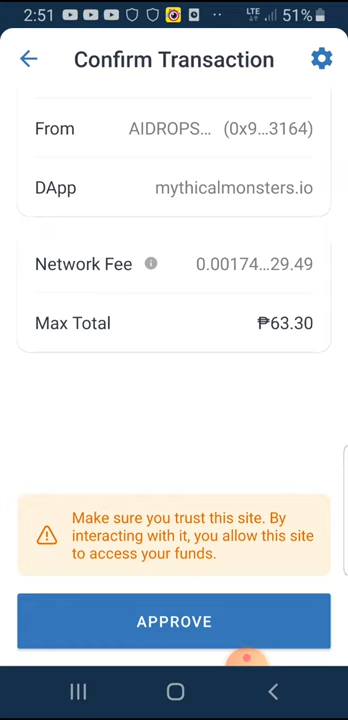 2:51
LTE
51%
Confirm Transaction
From AIDROPS... (0x9...3164)
DApp mythicalmonsters.io
Network Fee 0.00174...29.49
Max Total ₱63.30
Make sure you trust this site. By
interacting with it, you allow this site
to access your funds.
APPROVE